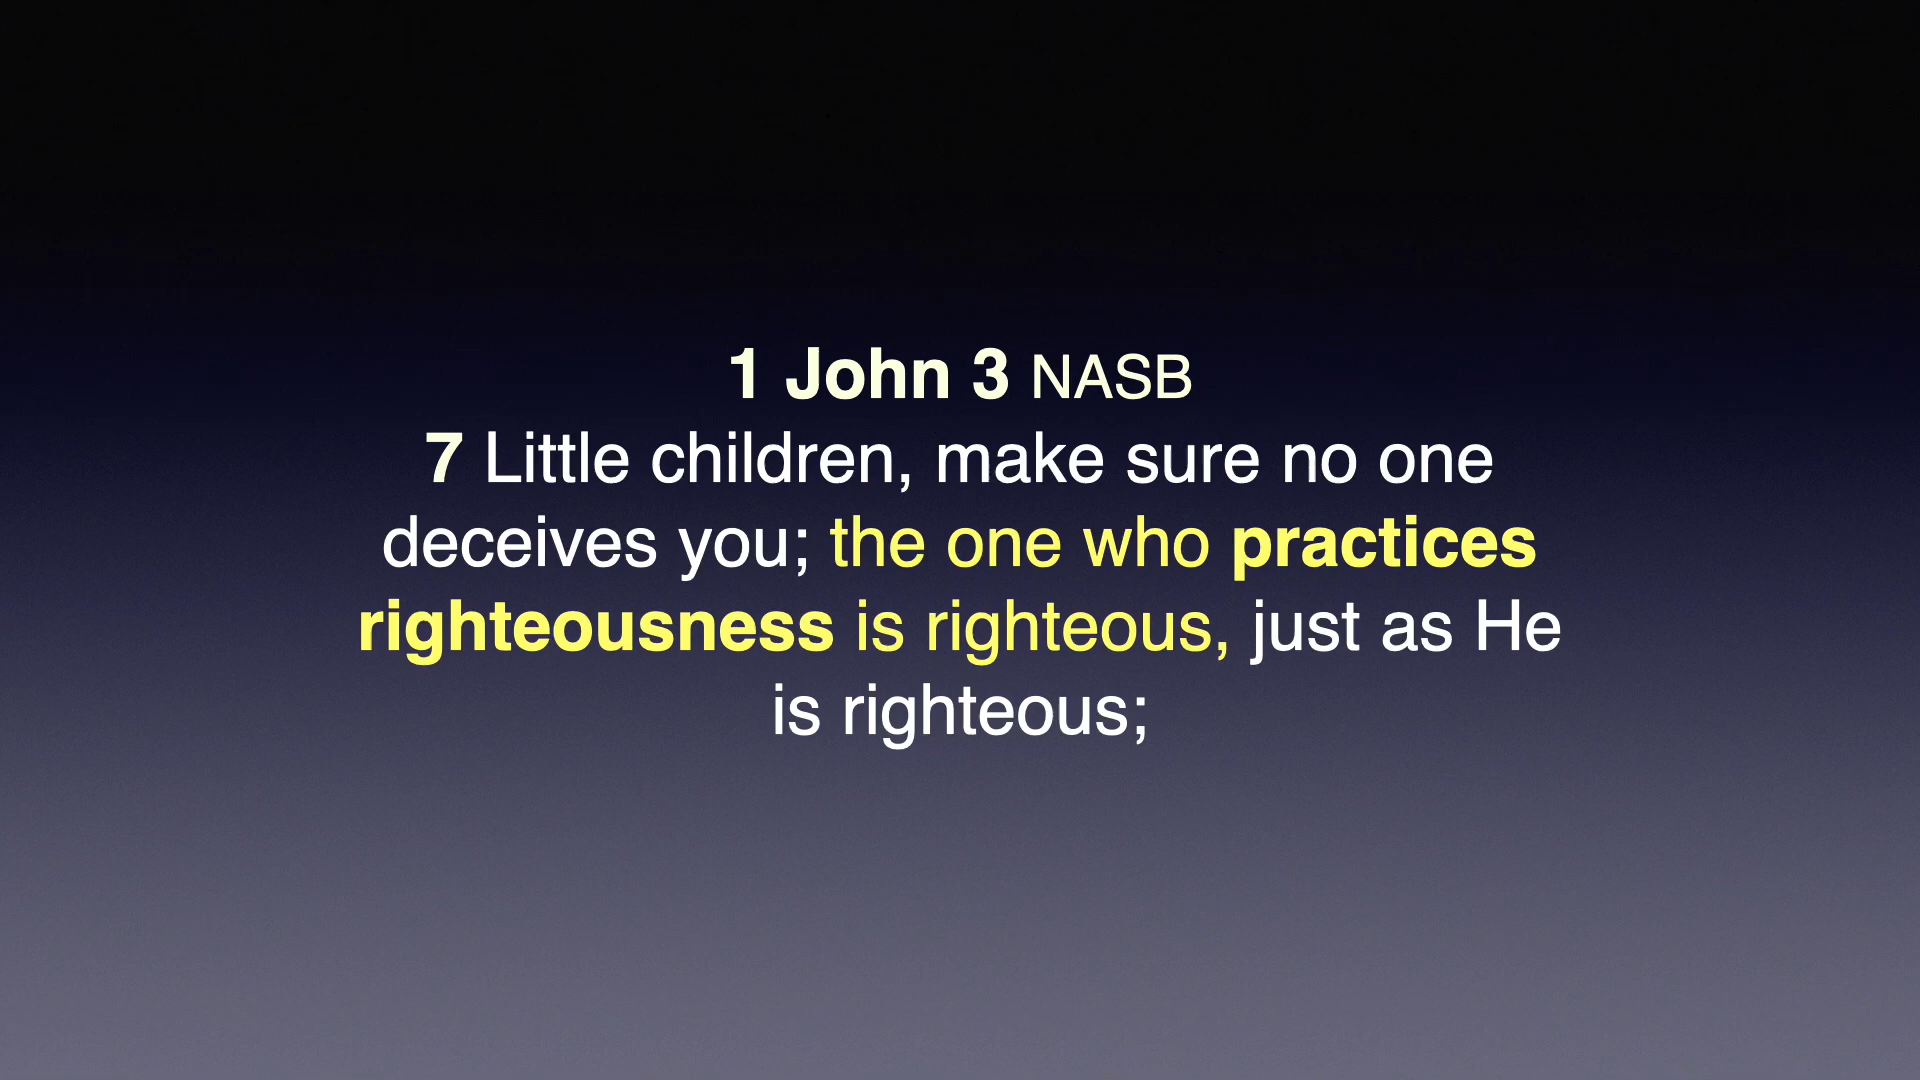 1 John 3 NASB
7 Little children, make sure no one
deceives you; the one who practices
righteousness is righteous, just as He
is righteous;